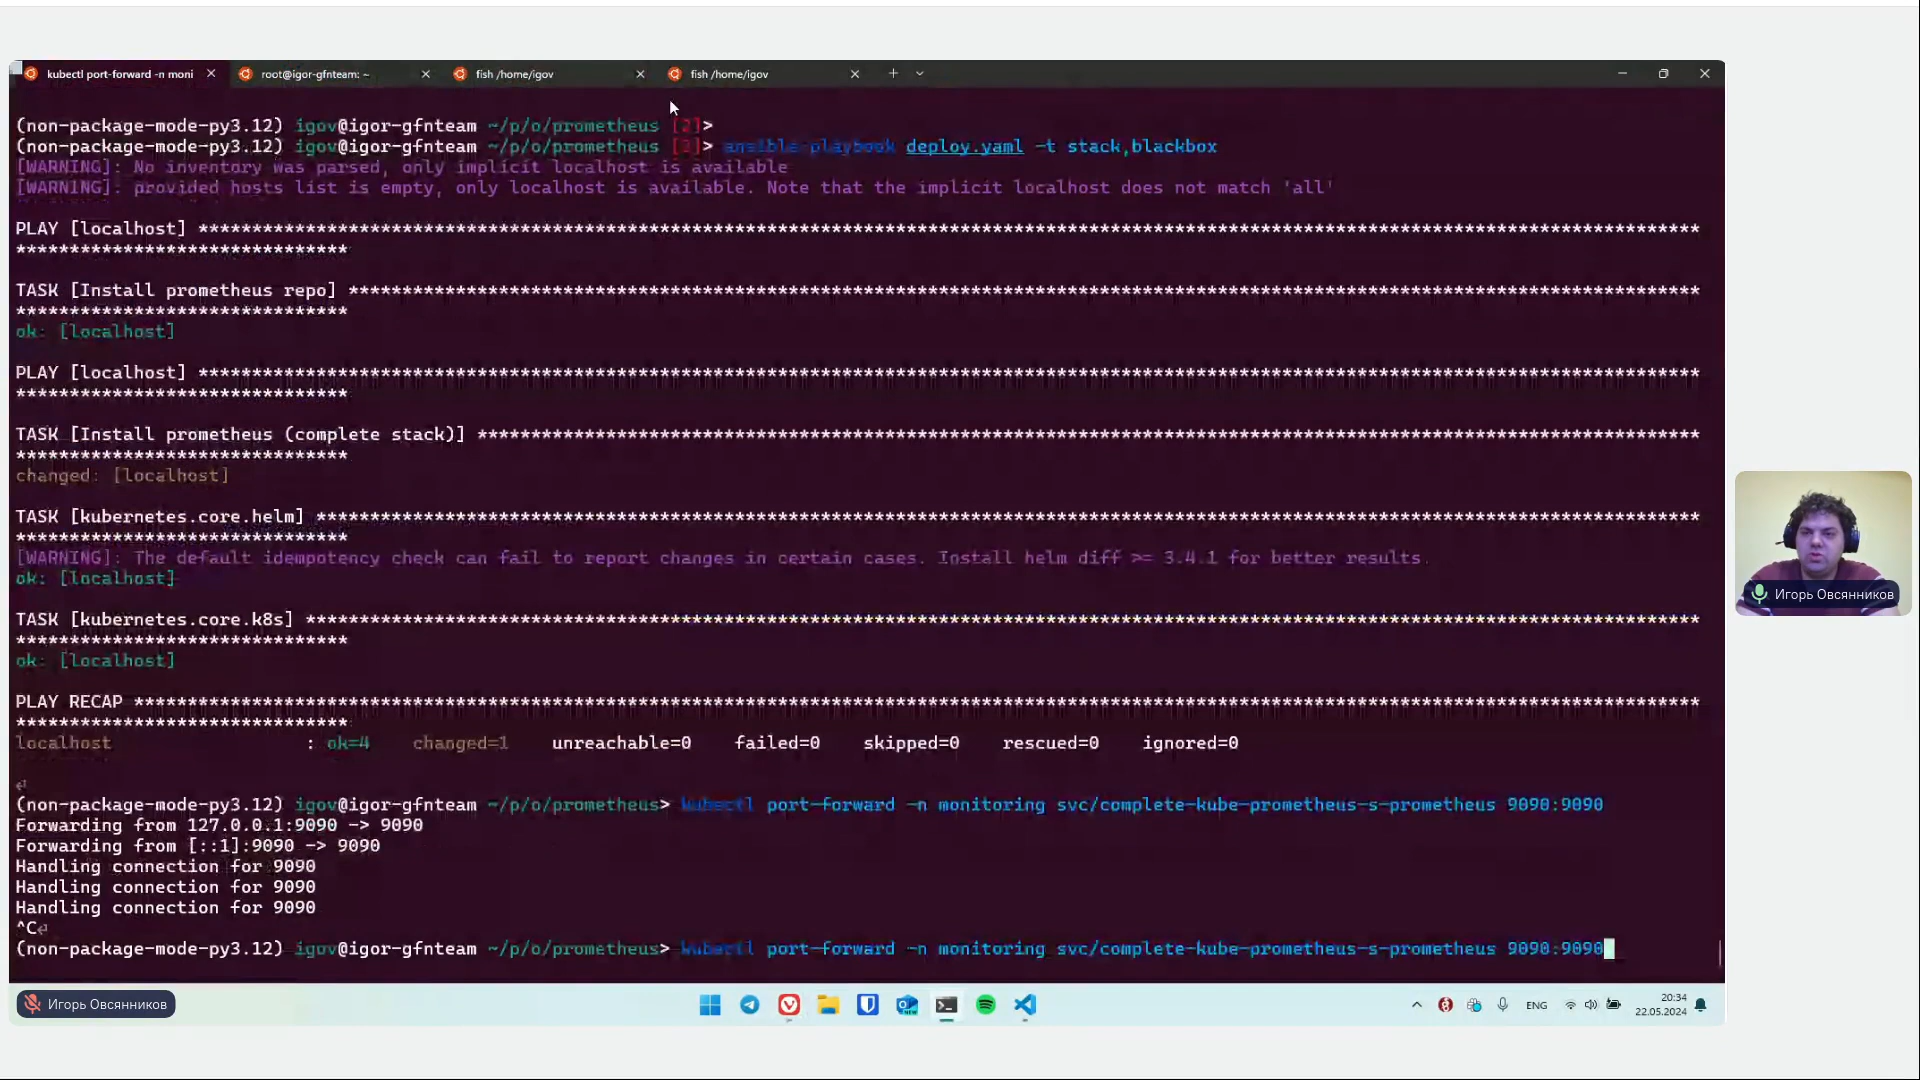 kubectl port-forward -n moni
root@igor-gfnteam: ~
fish /home/igov
fish /home/igov
(non-package-mode-py3.12) igov@igor-gfnteam ~/p/o/prometheus [2]>
(non-package-mode-py3.12) igov@igor-gfnteam ~/p/o/prometheus [2]> ansible-playbook deploy.yaml -t stack,blackbox
[WARNING]: No inventory was parsed, only implicit localhost is available
[WARNING]: provided hosts list is empty, only localhost is available. Note that the implicit localhost does not match 'all'
PLAY [localhost] ********************************************************************************************************************************************
*******************************
TASK [Install prometheus repo] ******************************************************************************************************************************
*******************************
ok: [localhost]
PLAY [localhost] ********************************************************************************************************************************************
*******************************
TASK [Install prometheus (complete stack)] ******************************************************************************************************************
*******************************
changed: [localhost]
TASK [kubernetes.core.helm] **********************************************************************************************************************************
*******************************
[WARNING]: The default idempotency check can fail to report changes in certain cases. Install helm diff >= 3.4.1 for better results.
ok: [localhost]
TASK [kubernetes.core.k8s] **********************************************************************************************************************************
*******************************
ok: [localhost]
PLAY RECAP **************************************************************************************************************************************************
*******************************
localhost : ok=4 changed=1 unreachable=0 failed=0 skipped=0 rescued=0 ignored=0
⏎
(non-package-mode-py3.12) igov@igor-gfnteam ~/p/o/prometheus> kubectl port-forward -n monitoring svc/complete-kube-prometheus-s-prometheus 9090:9090
Forwarding from 127.0.0.1:9090 -> 9090
Forwarding from [::1]:9090 -> 9090
Handling connection for 9090
Handling connection for 9090
Handling connection for 9090
^C⏎
(non-package-mode-py3.12) igov@igor-gfnteam ~/p/o/prometheus> kubectl port-forward -n monitoring svc/complete-kube-prometheus-s-prometheus 9090:9090
Игорь Овсянников
Игорь Овсянников
ENG
20:34
22.05.2024